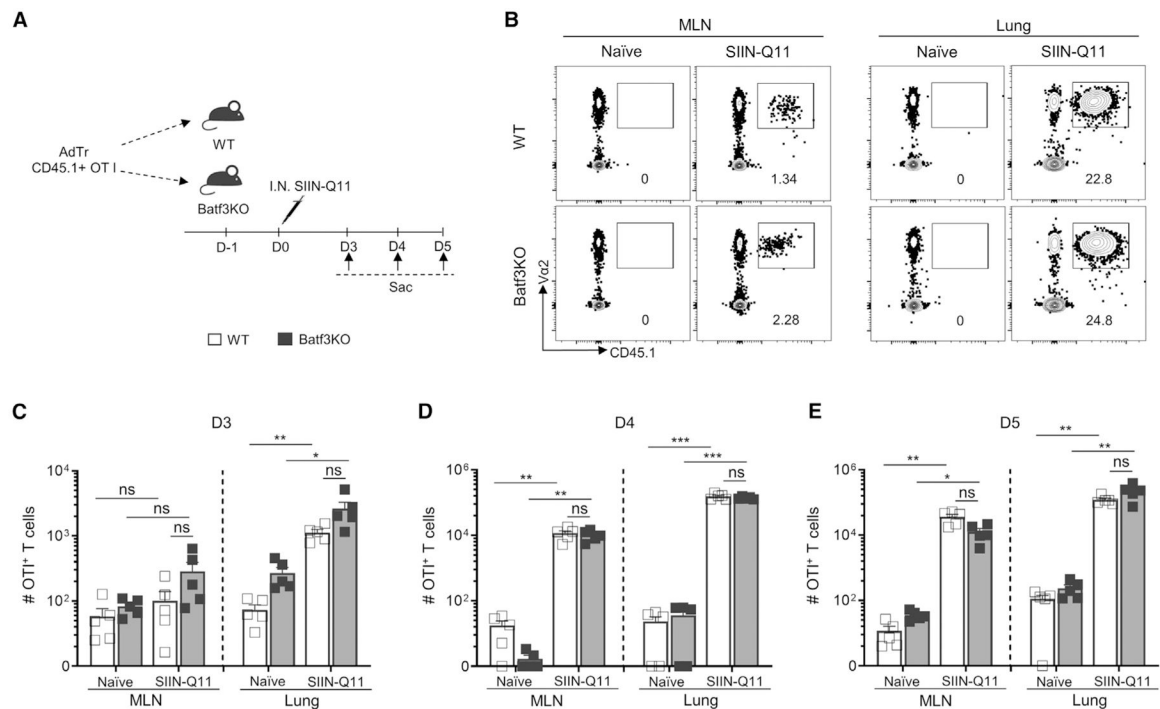 A
AdTr
CD45.1+ OT I
WT
Batf3KO
I.N. SIIN-Q11
D-1
D0
D3
D4
D5
Sac
WT
Batf3KO
B
MLN
Lung
Naïve
SIIN-Q11
Naïve
SIIN-Q11
WT
0
1.34
0
22.8
Batf3KO
0
2.28
0
24.8
Vα2
CD45.1
C
D3
# OTI⁺ T cells
10⁴
10³
10²
0
ns
ns
ns
**
*
ns
Naïve
SIIN-Q11
Naïve
SIIN-Q11
MLN
Lung
D
D4
# OTI⁺ T cells
10⁶
10⁴
10²
0
**
**
ns
***
***
ns
Naïve
SIIN-Q11
Naïve
SIIN-Q11
MLN
Lung
E
D5
# OTI⁺ T cells
10⁶
10⁴
10²
0
**
*
ns
**
**
ns
Naïve
SIIN-Q11
Naïve
SIIN-Q11
MLN
Lung